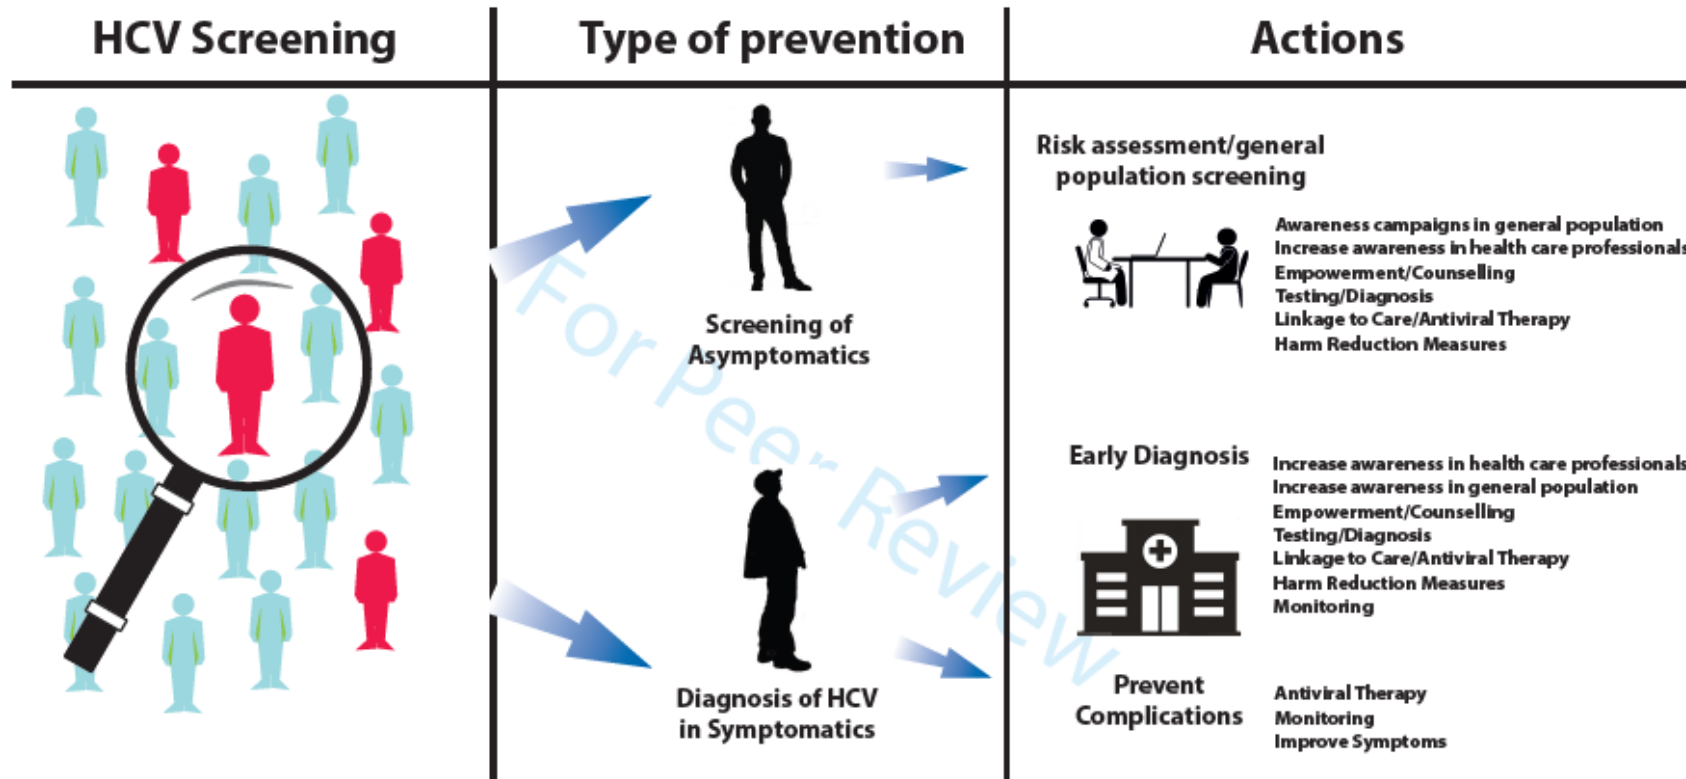 HCV Screening
Type of prevention
Actions
Screening of
Asymptomatics
Diagnosis of HCV
in Symptomatics
Risk assessment/general
population screening
Awareness campaigns in general population
Increase awareness in health care professionals
Empowerment/Counselling
Testing/Diagnosis
Linkage to Care/Antiviral Therapy
Harm Reduction Measures
Early Diagnosis
Increase awareness in health care professionals
Increase awareness in general population
Empowerment/Counselling
Testing/Diagnosis
Linkage to Care/Antiviral Therapy
Harm Reduction Measures
Monitoring
Prevent
Complications
Antiviral Therapy
Monitoring
Improve Symptoms
For Peer Review